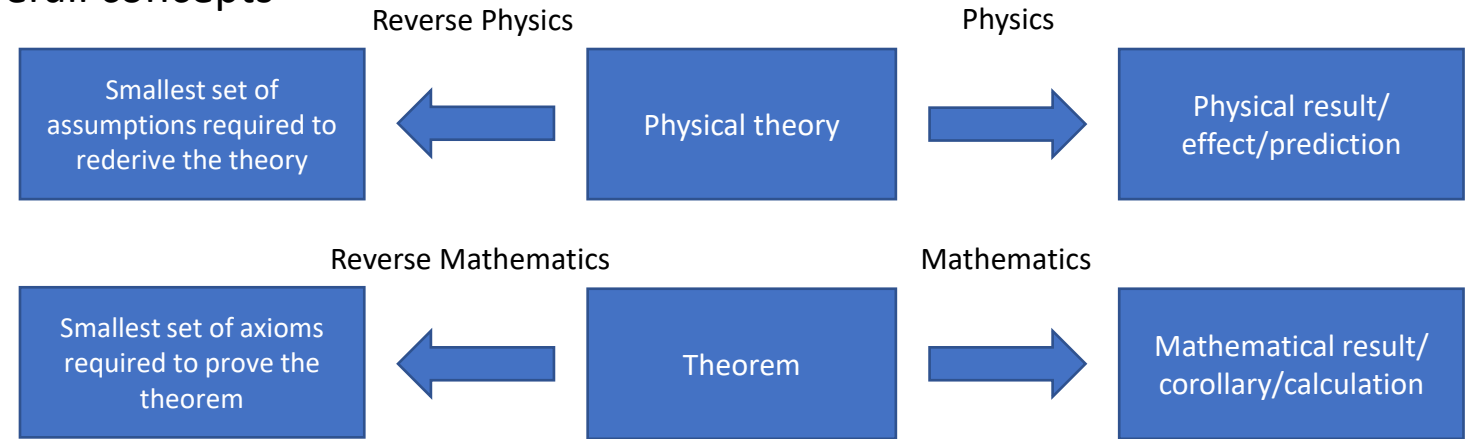 concepts
Reverse Physics
Physics
Smallest set of
assumptions required to
rederive the theory
Physical theory
Physical result/
effect/prediction
Reverse Mathematics
Mathematics
Smallest set of axioms
required to prove the
theorem
Theorem
Mathematical result/
corollary/calculation